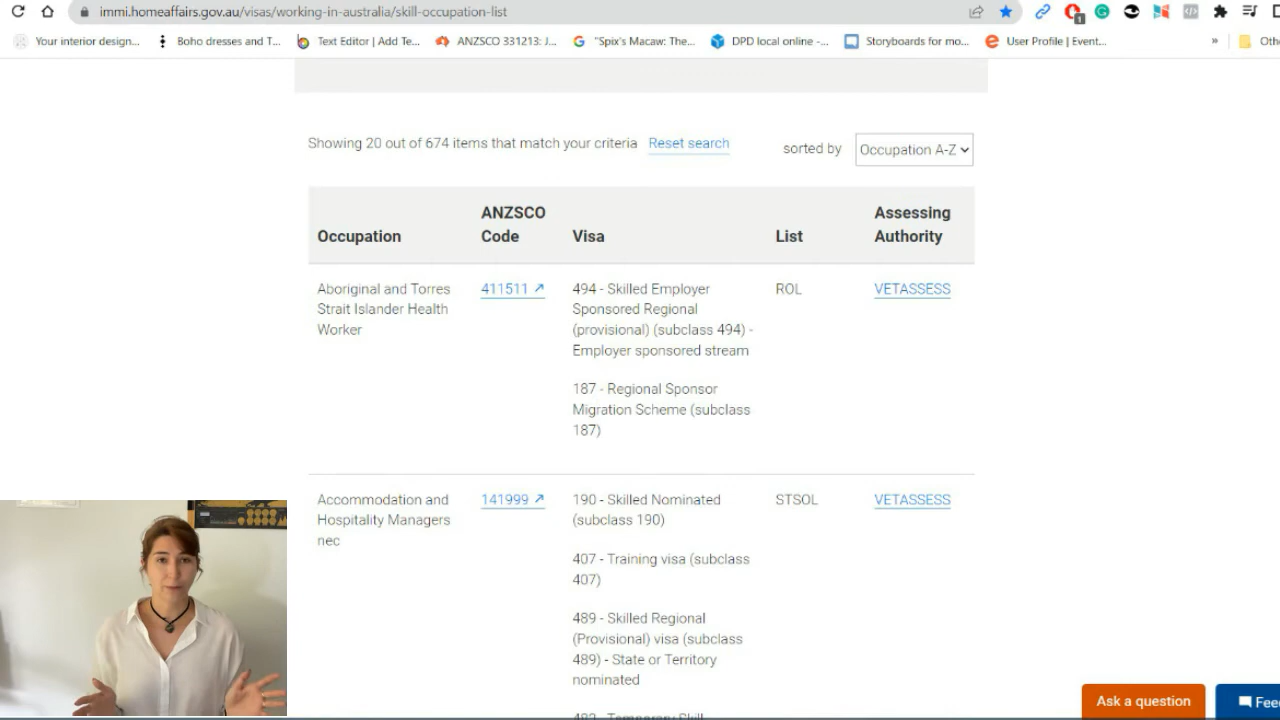 immi.homeaffairs.gov.au/visas/working-in-australia/skill-occupation-list
1
Your interior design... Boho dresses and T... Text Editor | Add Te... ANZSCO 331213: J... "Spix's Macaw: The... DPD local online -... Storyboards for mo... User Profile | Event... » Oth
Showing 20 out of 674 items that match your criteria Reset search sorted by Occupation A-Z
Occupation ANZSCO Code Visa List Assessing Authority
Aboriginal and Torres Strait Islander Health Worker
411511
494 - Skilled Employer
Sponsored Regional
(provisional) (subclass 494) -
Employer sponsored stream
187 - Regional Sponsor
Migration Scheme (subclass
187)
ROL
VETASSESS
Accommodation and
Hospitality Managers
nec
141999
190 - Skilled Nominated
(subclass 190)
407 - Training visa (subclass
407)
489 - Skilled Regional
(Provisional) visa (subclass
489) - State or Territory
nominated
482 - Temporary Skill
STSOL
VETASSESS
Ask a question
Fee